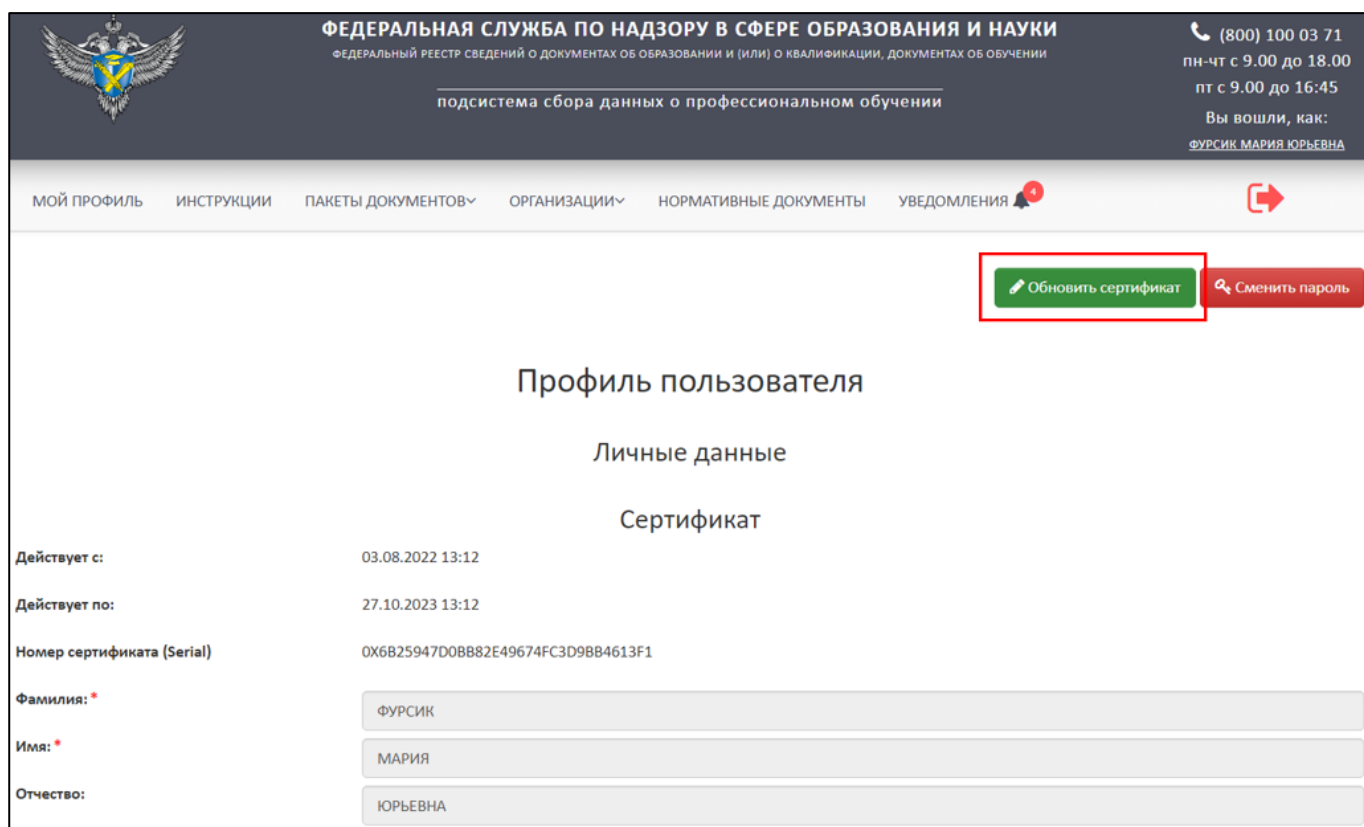 ФЕДЕРАЛЬНАЯ СЛУЖБА ПО НАДЗОРУ В СФЕРЕ ОБРАЗОВАНИЯ И НАУКИ
ФЕДЕРАЛЬНЫЙ РЕЕСТР СВЕДЕНИЙ О ДОКУМЕНТАХ ОБ ОБРАЗОВАНИИ И (ИЛИ) О КВАЛИФИКАЦИИ, ДОКУМЕНТАХ ОБ ОБУЧЕНИИ
подсистема сбора данных о профессиональном обучении
(800) 100 03 71
пн-чт с 9.00 до 18.00
пт с 9.00 до 16:45
Вы вошли, как:
ФУРСИК МАРИЯ ЮРЬЕВНА
МОЙ ПРОФИЛЬ ИНСТРУКЦИИ ПАКЕТЫ ДОКУМЕНТОВ ОРГАНИЗАЦИИ НОРМАТИВНЫЕ ДОКУМЕНТЫ УВЕДОМЛЕНИЯ 4
Обновить сертификат Сменить пароль
Профиль пользователя
Личные данные
Сертификат
Действует с: 03.08.2022 13:12
Действует по: 27.10.2023 13:12
Номер сертификата (Serial) 0X6B25947D0BB82E49674FC3D9BB4613F1
Фамилия: * ФУРСИК
Имя: * МАРИЯ
Отчество: ЮРЬЕВНА